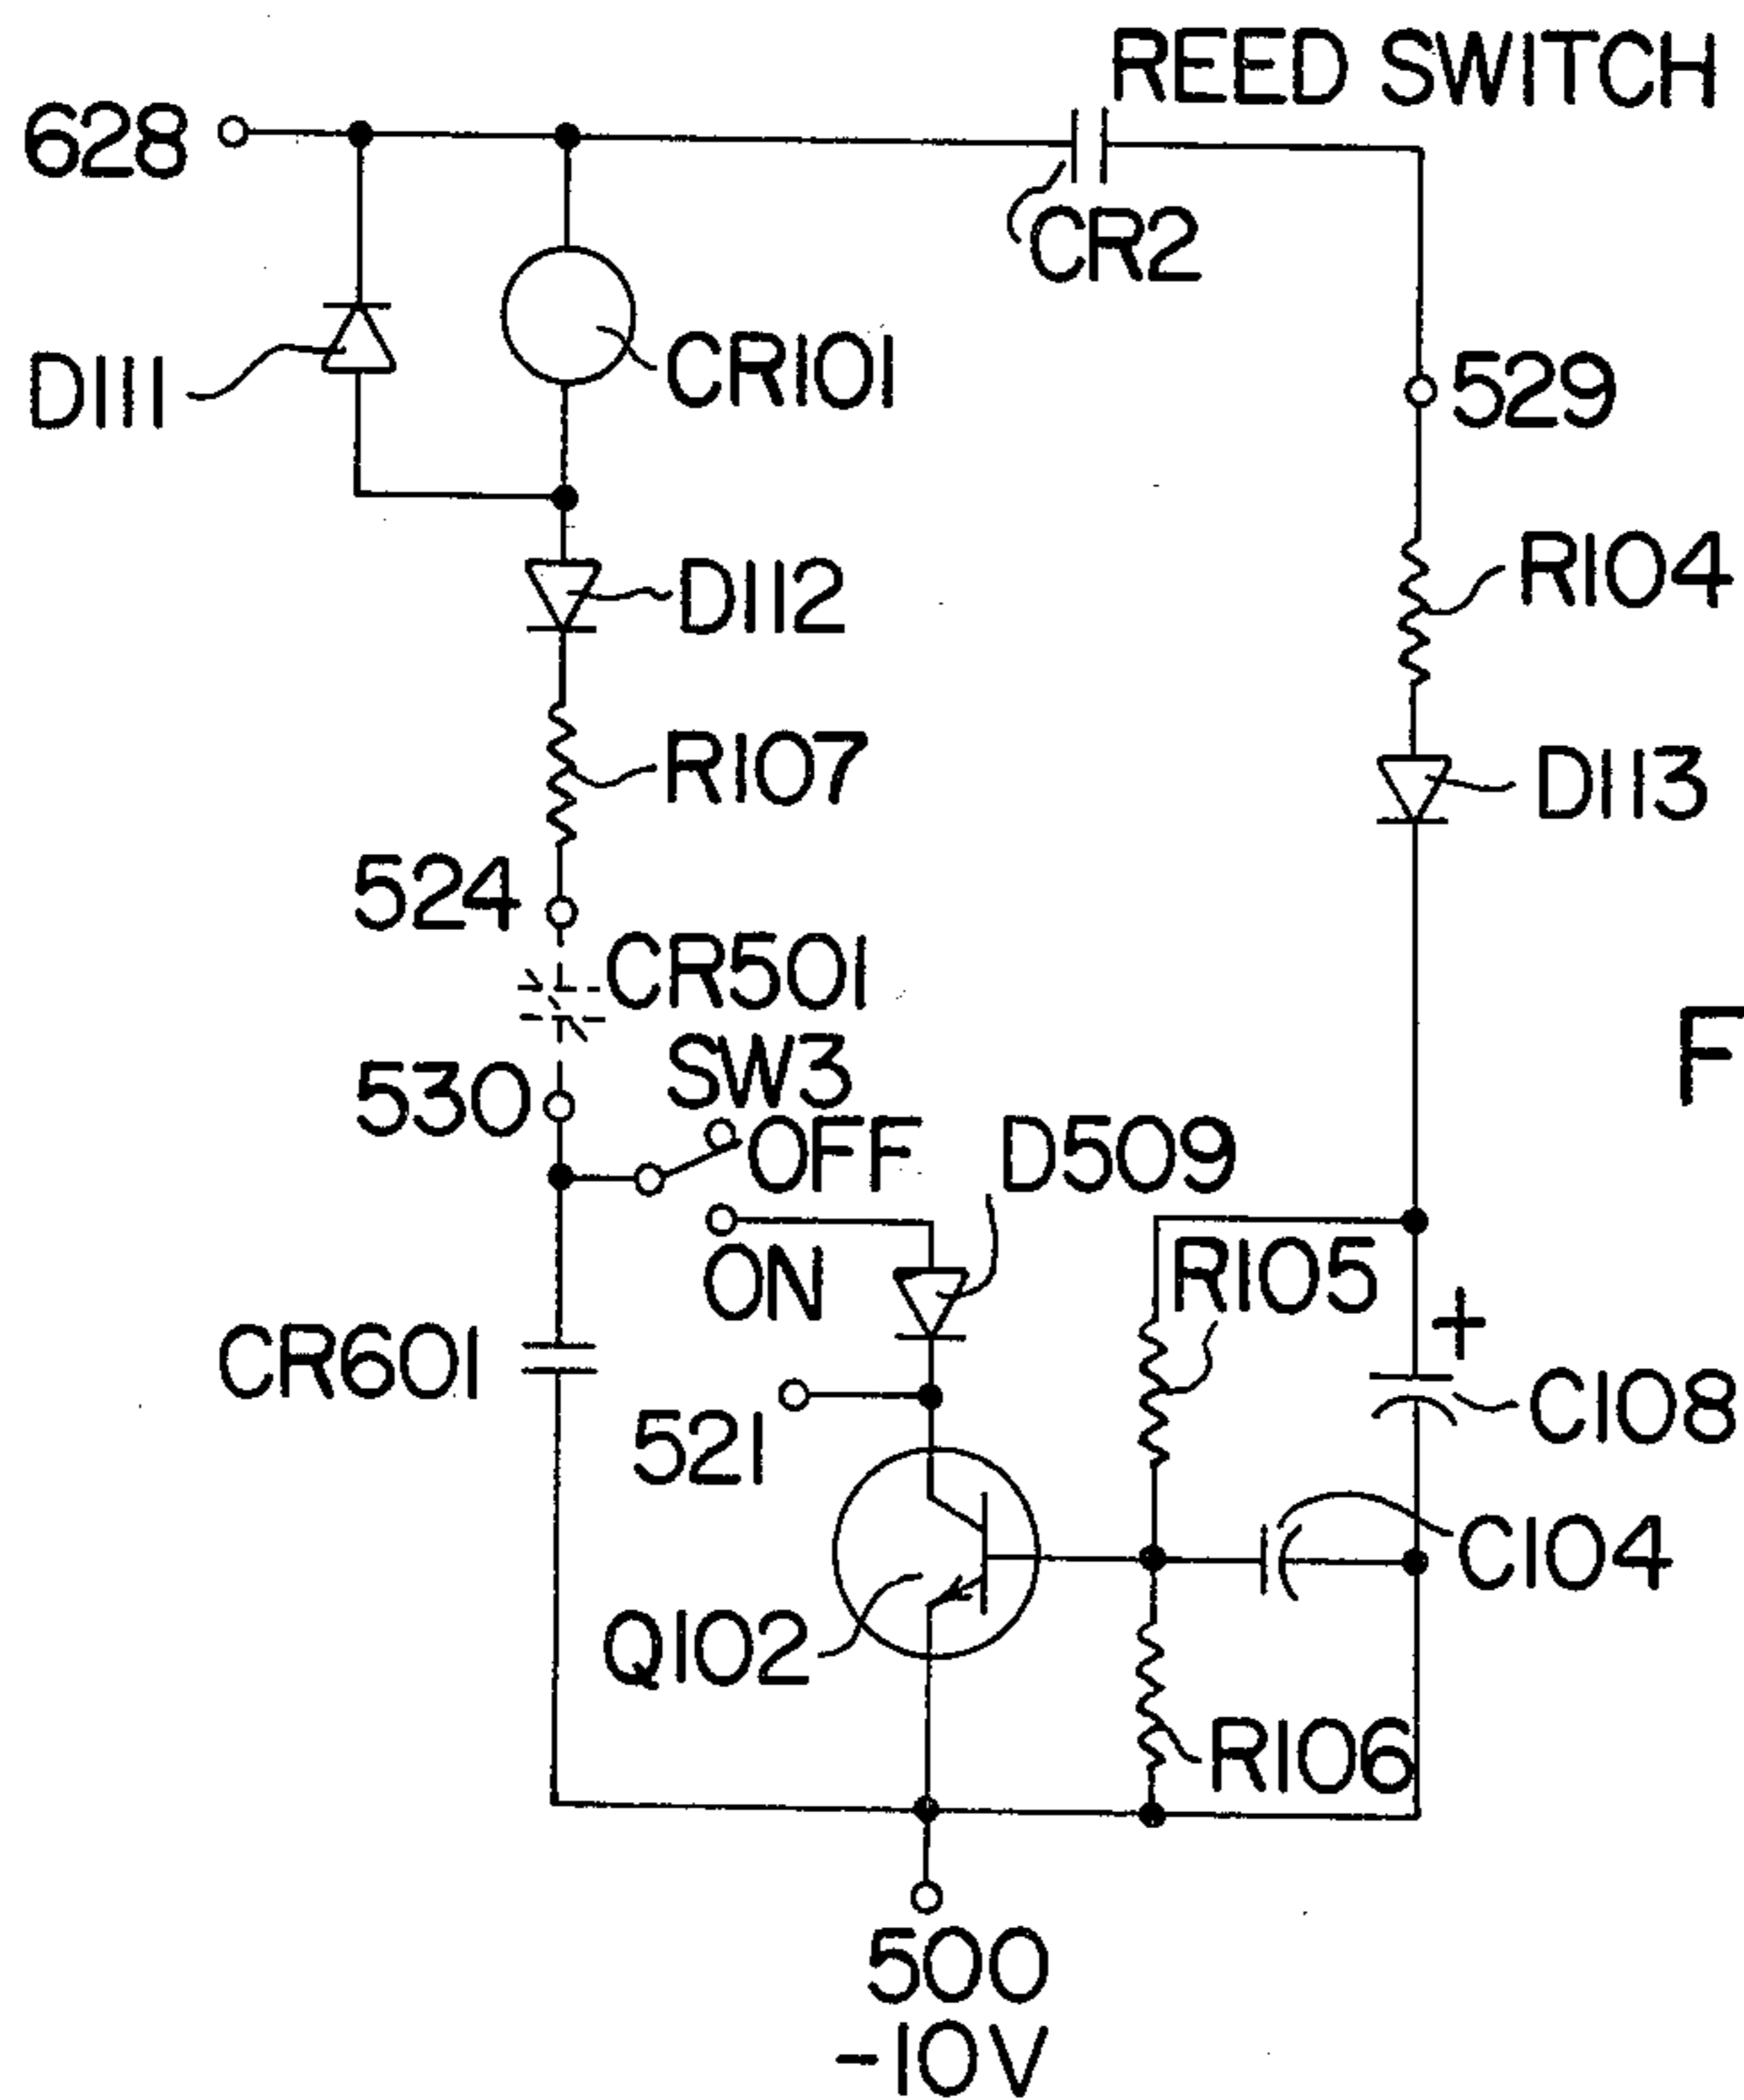 REED SWITCH
628
CR2
D111
CR101
529
R104
D112
R107
D113
524
CR501
F
530
SW3
OFF
D509
ON
R105
+
CR601
C108
521
C104
Q102
R106
500
-10V